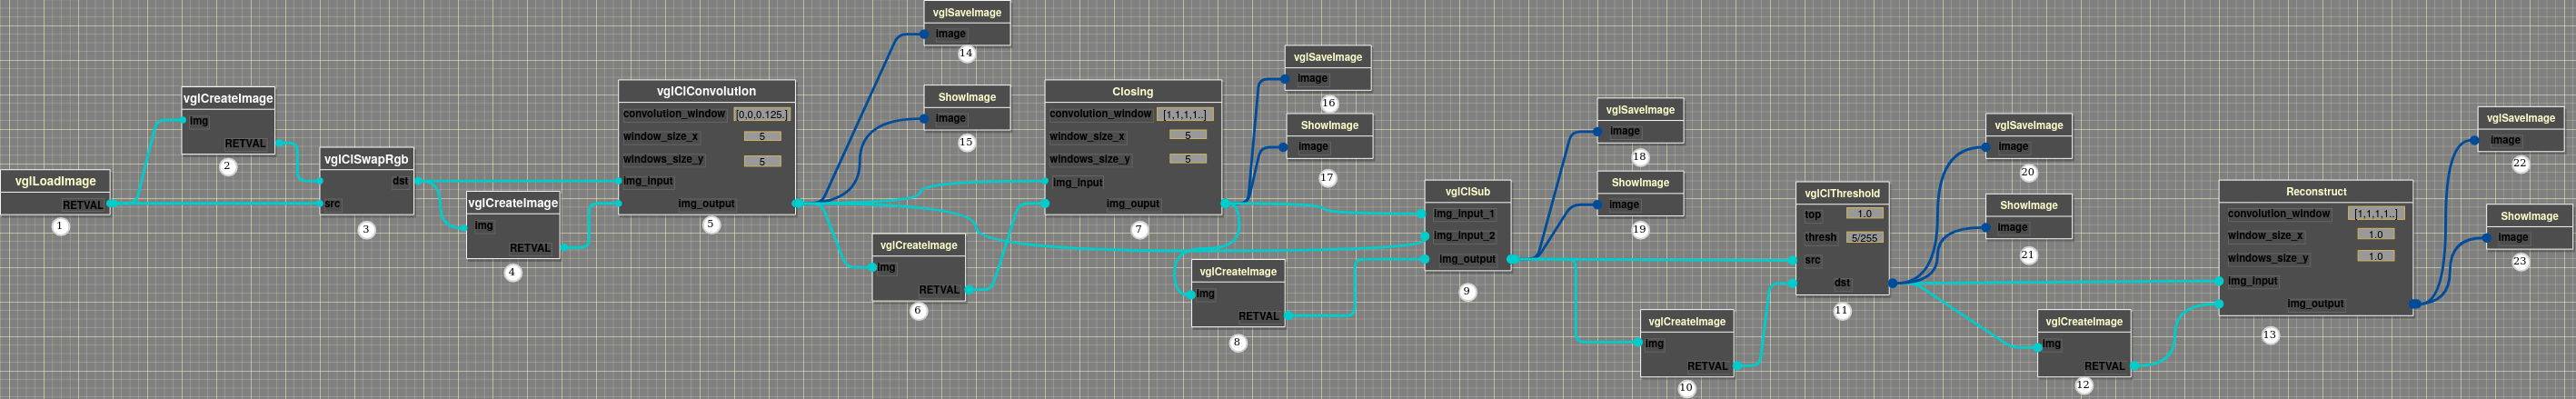 vglLoadImage
RETVAL
1
vglCreateImage
img
RETVAL
2
vglClSwapRgb
dst
src
3
vglCreateImage
img
RETVAL
4
vglClConvolution
convolution_window [0,0,0.125.]
window_size_x 5
windows_size_y 5
img_input
img_output
5
vglSaveImage
image
14
ShowImage
image
15
vglCreateImage
img
RETVAL
6
Closing
convolution_window [1,1,1,1..]
window_size_x 5
windows_size_y 5
img_input
img_ouput
7
vglSaveImage
image
16
ShowImage
image
17
vglCreateImage
img
RETVAL
8
vglClSub
img_input_1
img_input_2
img_output
9
vglSaveImage
image
18
ShowImage
image
19
vglCreateImage
img
RETVAL
10
vglClThreshold
top 1.0
thresh 5/255
src
dst
11
vglSaveImage
image
20
ShowImage
image
21
vglCreateImage
img
RETVAL
12
Reconstruct
convolution_window [1,1,1,1..]
window_size_x 1.0
windows_size_y 1.0
img_input
img_output
13
vglSaveImage
image
22
ShowImage
image
23